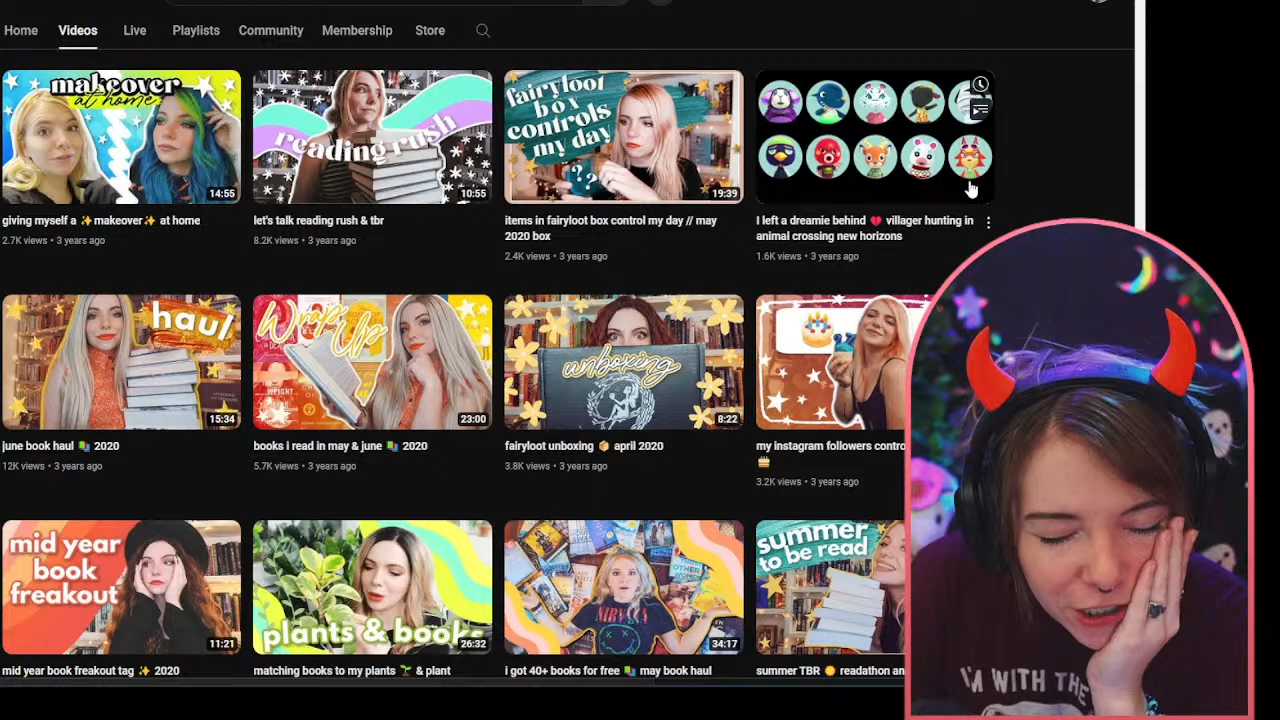 Home Videos Live Playlists Community Membership Store
makeover
at home
14:55
reading rush
10:55
fairyloot
box
controls
my day
??
19:39
giving myself a ✨makeover✨ at home
2.7K views • 3 years ago
let's talk reading rush & tbr
8.2K views • 3 years ago
items in fairyloot box control my day // may
2020 box
2.4K views • 3 years ago
I left a dreamie behind 💔 villager hunting in
animal crossing new horizons
1.6K views • 3 years ago
haul
15:34
Wrap Up
WEIGHT
23:00
unboxing
8:22
27
june book haul 📚 2020
12K views • 3 years ago
books i read in may & june 📚 2020
5.7K views • 3 years ago
fairyloot unboxing 📦 april 2020
3.8K views • 3 years ago
my instagram followers contro
🎂
3.2K views • 3 years ago
mid year
book
freakout
11:21
plants & books
26:32
NIRVANA
OTHER
34:17
summer
to be read
mid year book freakout tag ✨ 2020
matching books to my plants 🌱 & plant
i got 40+ books for free 📚 may book haul
summer TBR 🌞 readathon an
I'M WITH THE